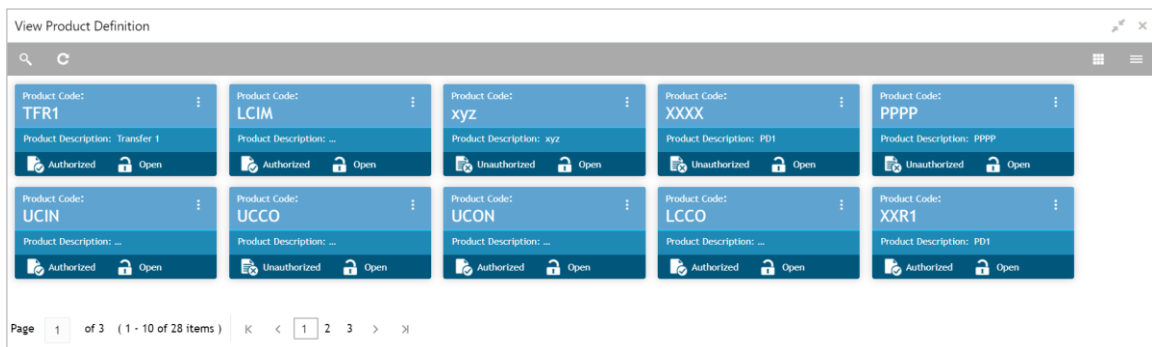 View Product Definition
Product Code: Product Code: Product Code: Product Code: Product Code:
TFR1 LCIM xyz XXXX PPPP
Product Description: Transfer 1 Product Description: ... Product Description: xyz Product Description: PD1 Product Description: PPPP
Authorized Open Authorized Open Unauthorized Open Unauthorized Open Unauthorized Open
Product Code: Product Code: Product Code: Product Code: Product Code:
UCIN UCCO UCON LCCO XXR1
Product Description: ... Product Description: ... Product Description: ... Product Description: ... Product Description: PD1
Authorized Open Unauthorized Open Authorized Open Authorized Open Authorized Open
Page 1 of 3 ( 1 - 10 of 28 items ) 1 2 3